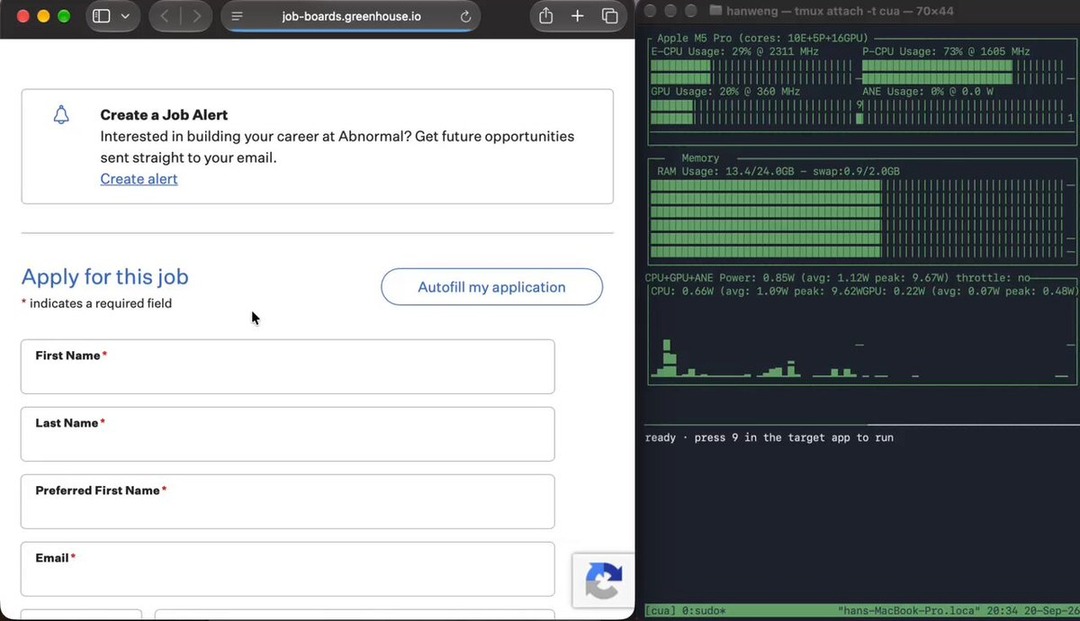 job-boards.greenhouse.io
Create a Job Alert
Interested in building your career at Abnormal? Get future opportunities
sent straight to your email.
Create alert
Apply for this job
* indicates a required field
Autofill my application
First Name*
Last Name*
Preferred First Name*
Email*
hanweng — tmux attach -t cua — 70×44
Apple M5 Pro (cores: 10E+5P+16GPU)
E-CPU Usage: 29% @ 2311 MHz
P-CPU Usage: 73% @ 1605 MHz
GPU Usage: 20% @ 360 MHz
ANE Usage: 0% @ 0.0 W
9
1
Memory
RAM Usage: 13.4/24.0GB - swap:0.9/2.0GB
CPU+GPU+ANE Power: 0.85W (avg: 1.12W peak: 9.67W) throttle: no
CPU: 0.66W (avg: 1.09W peak: 9.62WGPU: 0.22W (avg: 0.07W peak: 0.48W)
ready · press 9 in the target app to run
[cua] 0:sudo*
"hans-MacBook-Pro.loca" 20:34 20-Sep-26